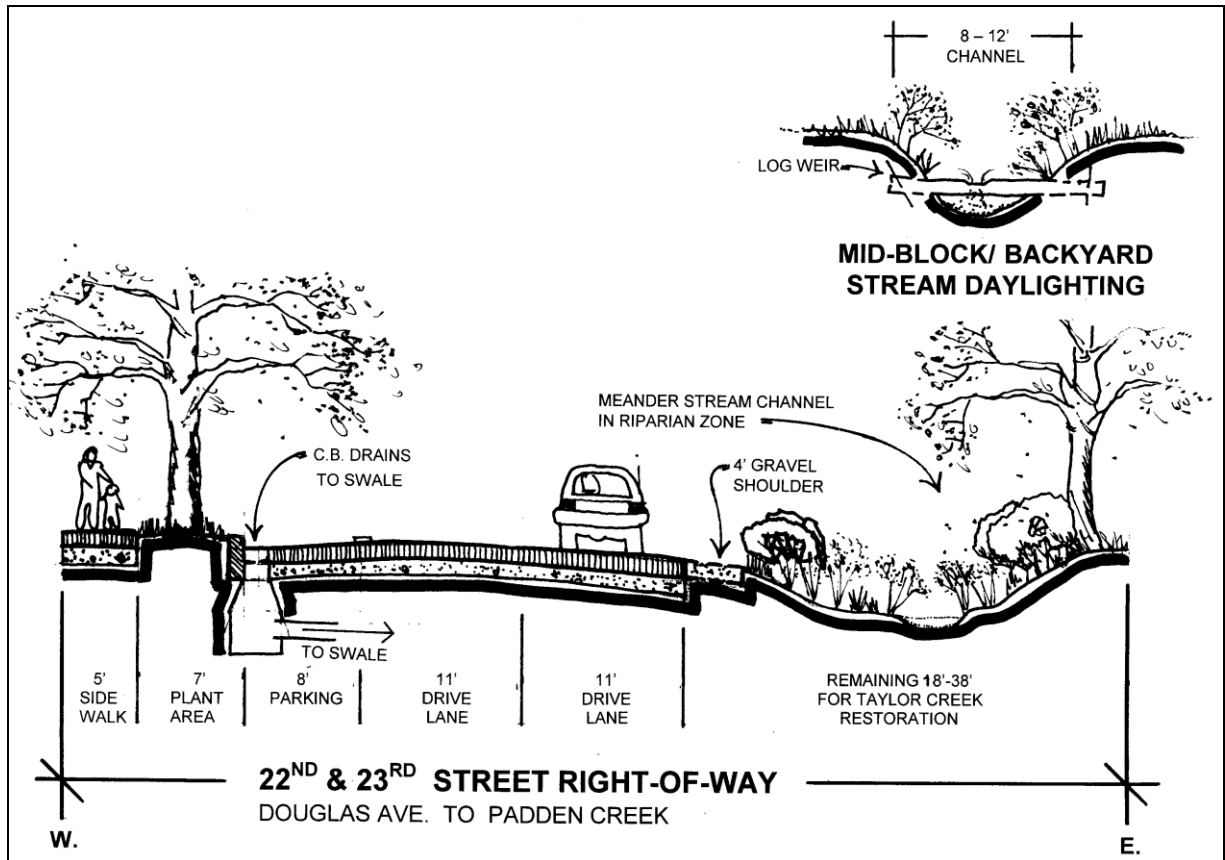 8 – 12'
CHANNEL
LOG WEIR
MID-BLOCK/ BACKYARD
STREAM DAYLIGHTING
MEANDER STREAM CHANNEL
IN RIPARIAN ZONE
C.B. DRAINS
TO SWALE
4' GRAVEL
SHOULDER
TO SWALE
5'
SIDE
WALK
7'
PLANT
AREA
8'
PARKING
11'
DRIVE
LANE
11'
DRIVE
LANE
REMAINING 18'-38'
FOR TAYLOR CREEK
RESTORATION
22ND & 23RD STREET RIGHT-OF-WAY
DOUGLAS AVE. TO PADDEN CREEK
W.
E.